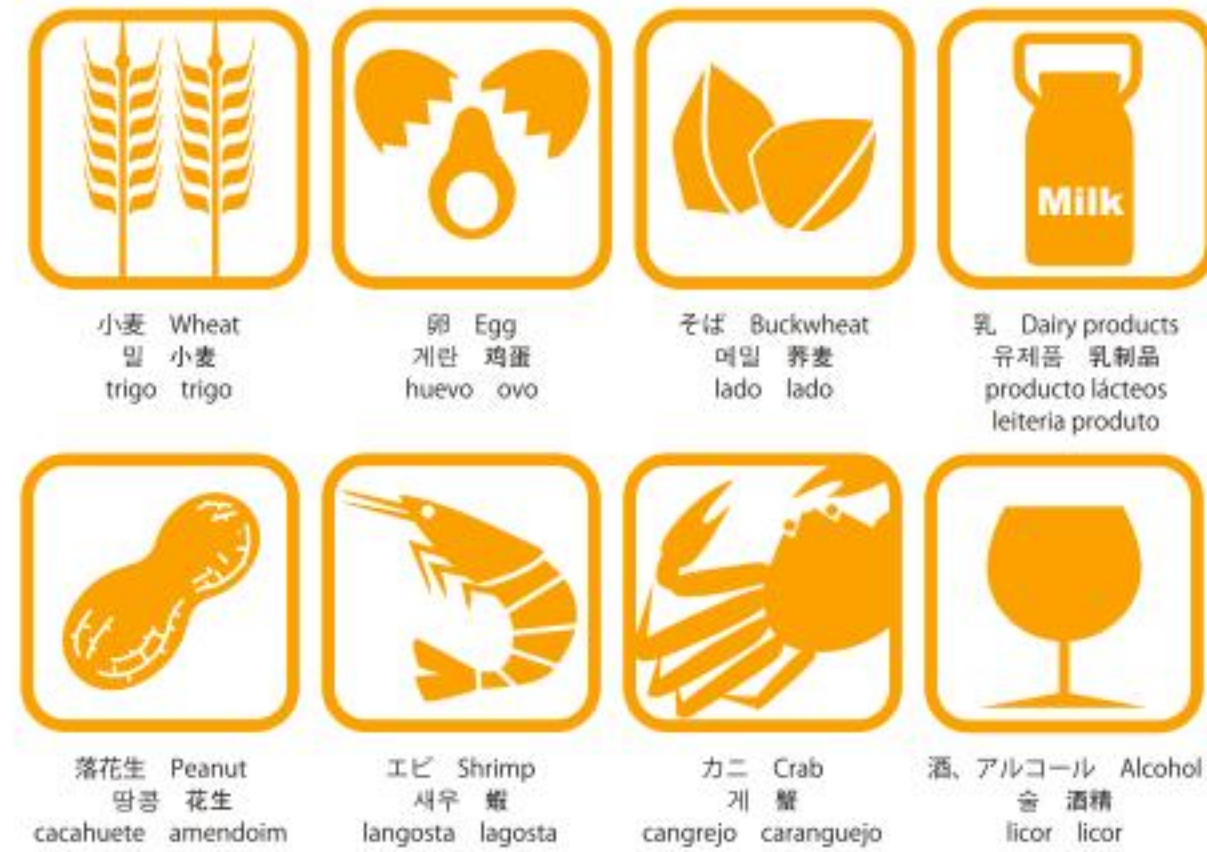 Milk
小麦 Wheat
밀 小麦
trigo trigo
卵 Egg
계란 鸡蛋
huevo ovo
そば Buckwheat
메밀 荞麦
lado lado
乳 Dairy products
유제품 乳制品
producto lácteos
leiteria produto
落花生 Peanut
땅콩 花生
cacahuete amendoim
エビ Shrimp
새우 蝦
langosta lagosta
カニ Crab
게 蟹
cangrejo caranguejo
酒、アルコール Alcohol
술 酒精
licor licor